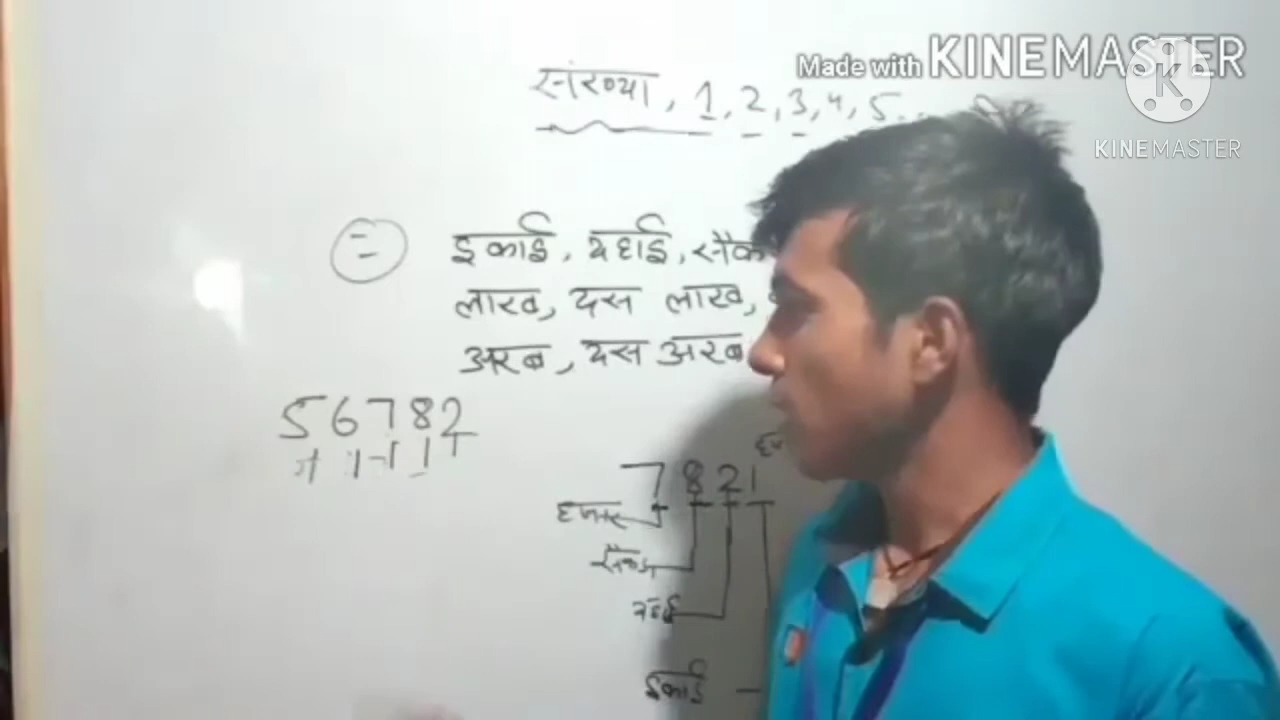 Made with KINEMASTER
K
KINEMASTER
संख्या, 1, 2, 3, 4, 5...
इकाई, दहाई, सैक
लाख, दस लाख,
अरब, दस अरब
56782
7821
हजार
सैकड़ा
दहाई
ईकाई